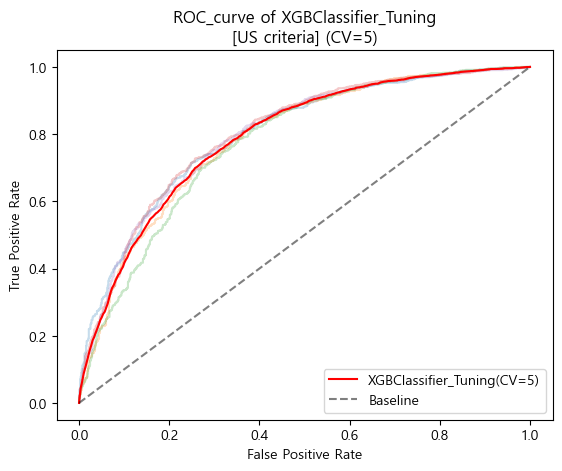 ROC_curve of XGBClassifier_Tuning
[US criteria] (CV=5)
1.0
0.8
0.6
0.4
0.2
0.0
True Positive Rate
XGBClassifier_Tuning(CV=5)
Baseline
0.0 0.2 0.4 0.6 0.8 1.0
False Positive Rate